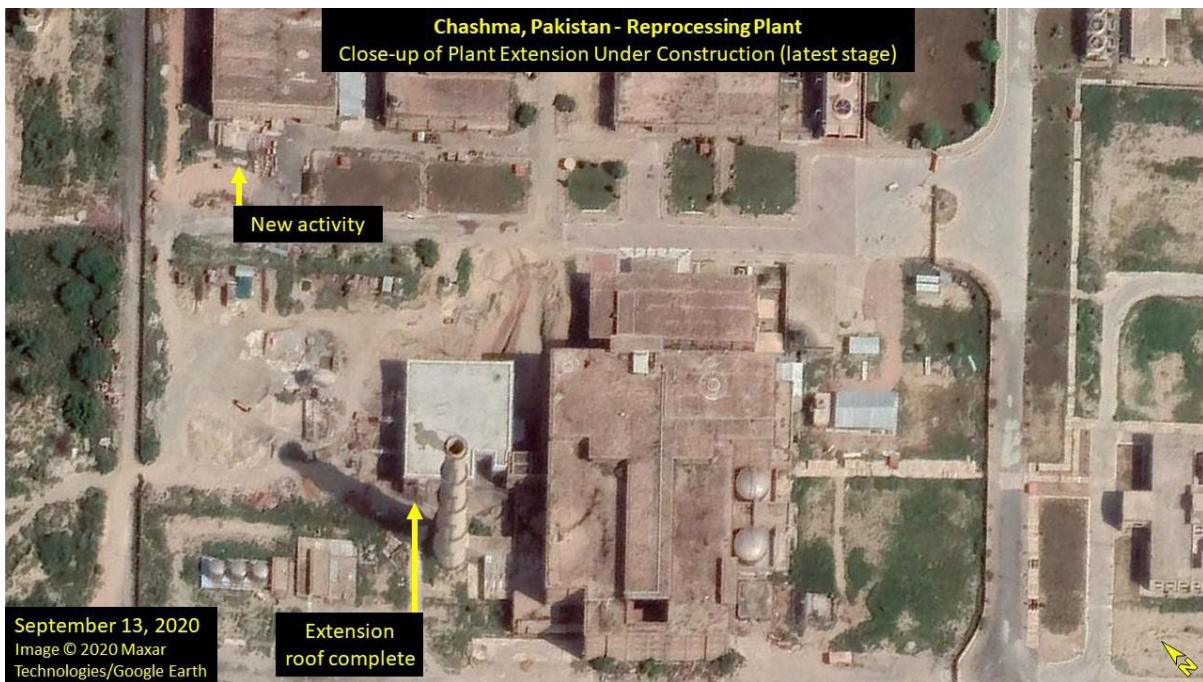 Chashma, Pakistan - Reprocessing Plant
Close-up of Plant Extension Under Construction (latest stage)
New activity
Extension
roof complete
September 13, 2020
Image © 2020 Maxar
Technologies/Google Earth
N